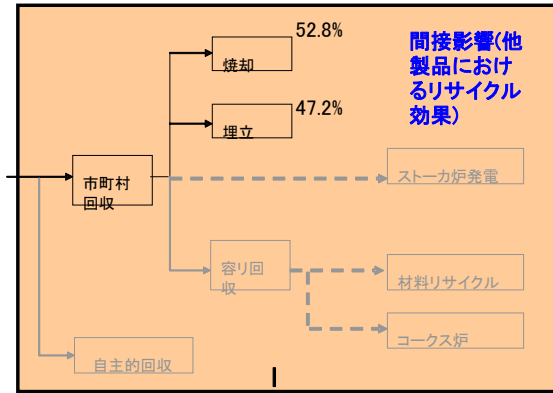 52.8%
焼却
47.2%
埋立
間接影響(他
製品におけ
るリサイクル
効果)
市町村
回収
ストーカ炉発電
容リ回
収
材料リサイクル
コークス炉
自主的回収